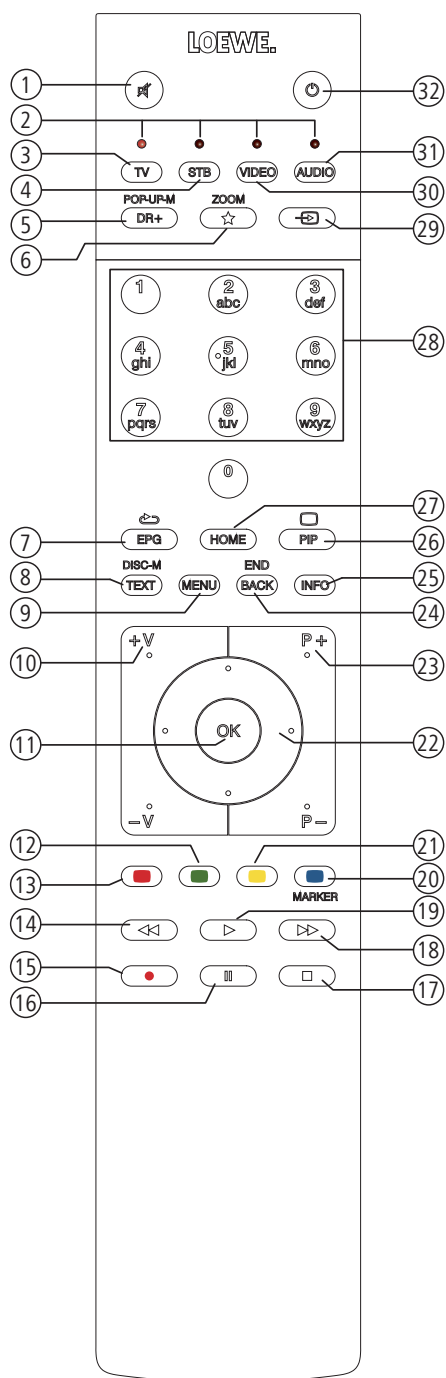 LOEWE.
1
32
2
3
TV
STB
VIDEO
AUDIO
31
4
30
POP-UP-M
ZOOM
5
DR+
29
6
1
2
abc
3
def
28
4
ghi
5
jkl
6
mno
7
pqrs
8
tuv
9
wxyz
0
27
7
EPG
HOME
PIP
26
DISC-M
END
8
TEXT
MENU
BACK
INFO
25
9
24
+V
P+
10
23
11
OK
22
−V
P−
12
21
13
20
MARKER
14
19
18
15
16
17